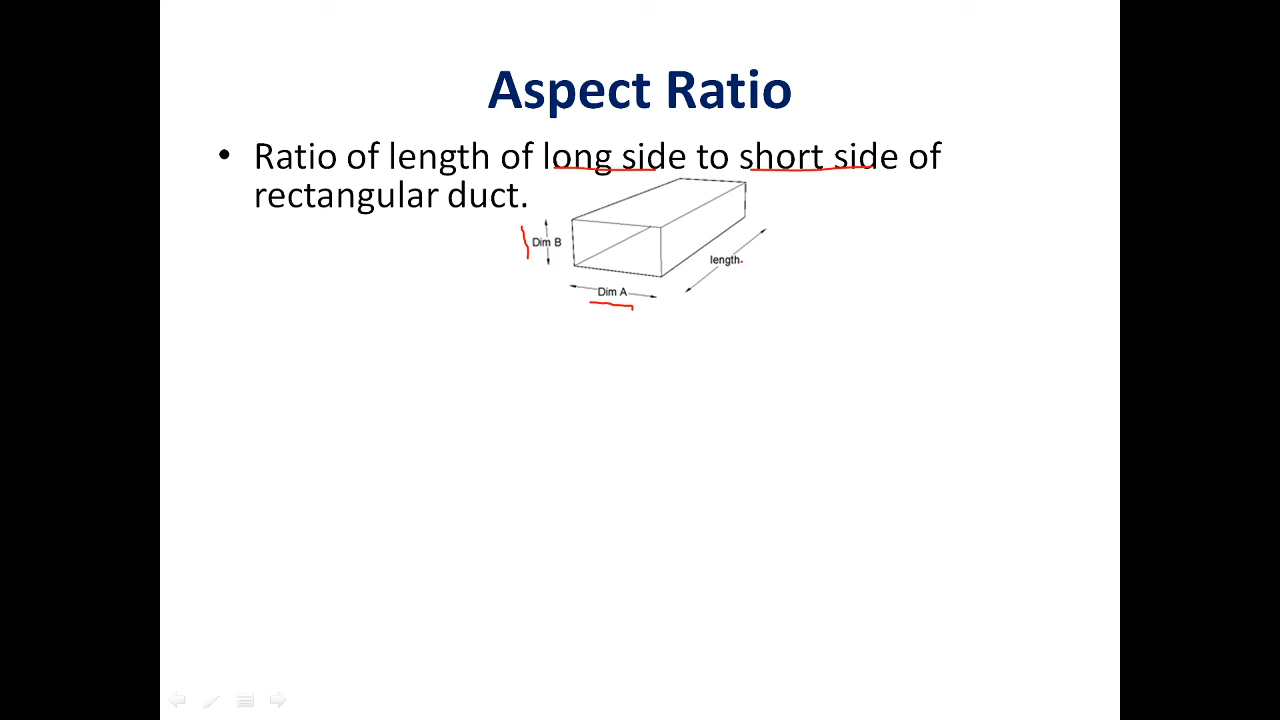 Aspect Ratio
• Ratio of length of long side to short side of
rectangular duct.
Dim B
length
Dim A